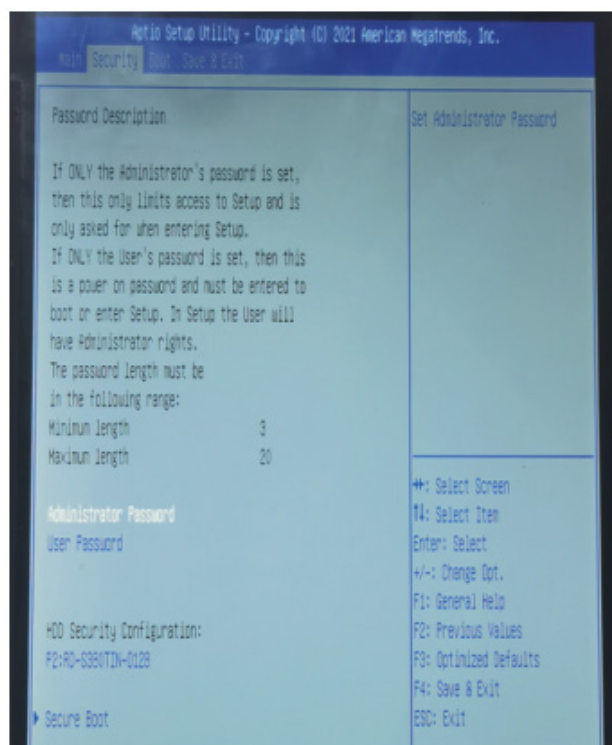 Aptio Setup Utility - Copyright (C) 2021 American Megatrends, Inc.
Main Security Boot Save & Exit
Password Description
If ONLY the Administrator's password is set,
then this only limits access to Setup and is
only asked for when entering Setup.
If ONLY the User's password is set, then this
is a power on password and must be entered to
boot or enter Setup. In Setup the User will
have Administrator rights.
The password length must be
in the following range:
Minimum length 3
Maximum length 20
Administrator Password
User Password
HDD Security Configuration:
Secure Boot
Set Administrator Password
: Select Screen
↑↓: Select Item
Enter: Select
+/-: Change Opt.
F1: General Help
F2: Previous Values
F3: Optimized Defaults
F4: Save & Exit
ESC: Exit